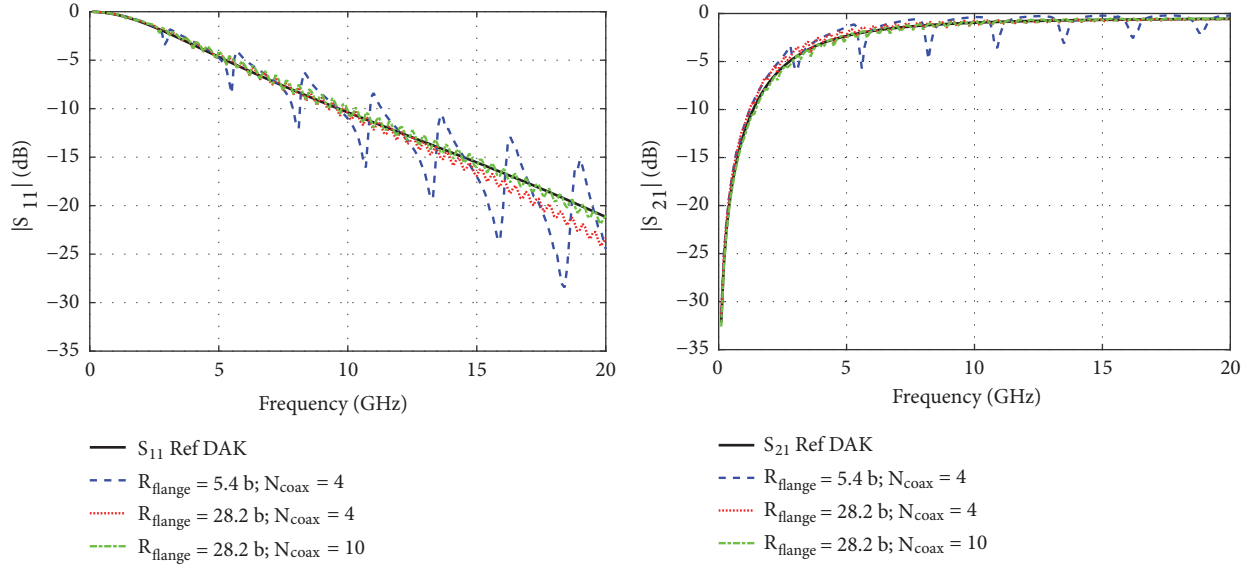 0
−5
−10
−15
−20
−25
−30
−35
|S 11| (dB)
0 5 10 15 20
Frequency (GHz)
S11 Ref DAK
Rflange = 5.4 b; Ncoax = 4
Rflange = 28.2 b; Ncoax = 4
Rflange = 28.2 b; Ncoax = 10
0
−5
−10
−15
−20
−25
−30
−35
|S 21| (dB)
0 5 10 15 20
Frequency (GHz)
S21 Ref DAK
Rflange = 5.4 b; Ncoax = 4
Rflange = 28.2 b; Ncoax = 4
Rflange = 28.2 b; Ncoax = 10